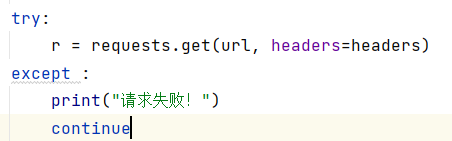 try:
    r = requests.get(url, headers=headers)
except :
    print("请求失败! ")
    continue